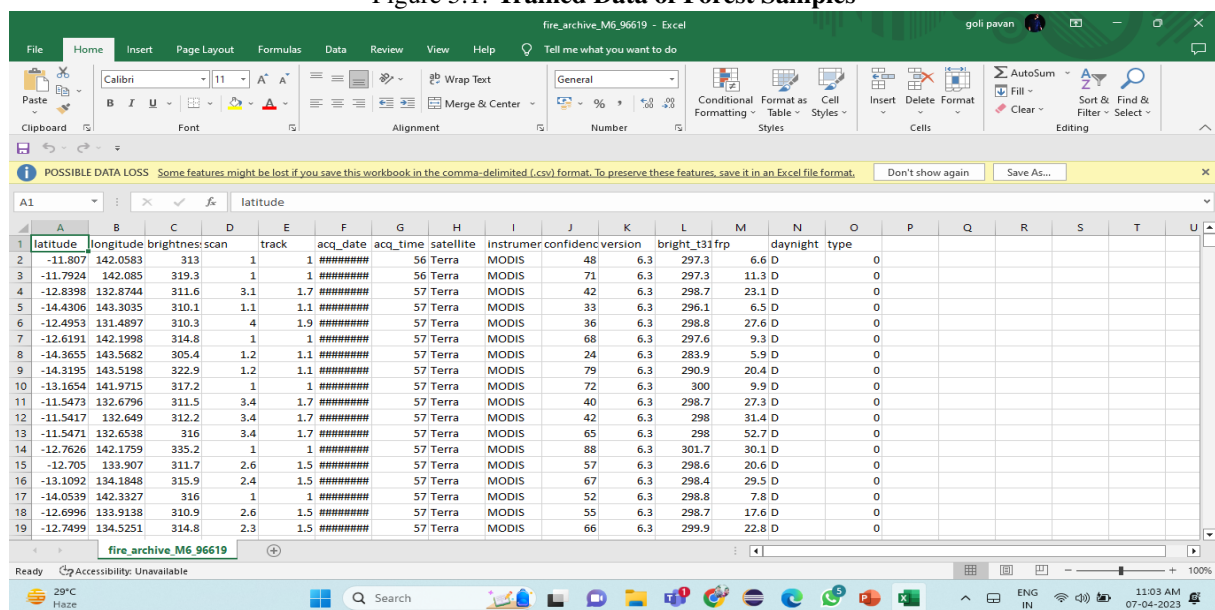 Figure 5.1: Trained Data of Forest Samples
fire_archive_M6_96619 - Excel
goli pavan
File Home Insert Page Layout Formulas Data Review View Help Tell me what you want to do
Paste
Clipboard
Calibri 11
B I U
Font
Wrap Text
Merge & Center
Alignment
General
% ,
Number
Conditional Formatting
Format as Table
Cell Styles
Styles
Insert Delete Format
Cells
AutoSum
Fill
Clear
Sort & Filter
Find & Select
Editing
POSSIBLE DATA LOSS Some features might be lost if you save this workbook in the comma-delimited (.csv) format. To preserve these features, save it in an Excel file format. Don't show again Save As...
A1 fx latitude
A B C D E F G H I J K L M N O P Q R S T U
1 latitude longitude brightnes: scan track acq_date acq_time satellite instrumer confidenc version bright_t31 frp daynight type
2 -11.807 142.0583 313 1 1 ######## 56 Terra MODIS 48 6.3 297.3 6.6 D 0
3 -11.7924 142.085 319.3 1 1 ######## 56 Terra MODIS 71 6.3 297.3 11.3 D 0
4 -12.8398 132.8744 311.6 3.1 1.7 ######## 57 Terra MODIS 42 6.3 298.7 23.1 D 0
5 -14.4306 143.3035 310.1 1.1 1.1 ######## 57 Terra MODIS 33 6.3 296.1 6.5 D 0
6 -12.4953 131.4897 310.3 4 1.9 ######## 57 Terra MODIS 36 6.3 298.8 27.6 D 0
7 -12.6191 142.1998 314.8 1 1 ######## 57 Terra MODIS 68 6.3 297.6 9.3 D 0
8 -14.3655 143.5682 305.4 1.2 1.1 ######## 57 Terra MODIS 24 6.3 283.9 5.9 D 0
9 -14.3195 143.5198 322.9 1.2 1.1 ######## 57 Terra MODIS 79 6.3 290.9 20.4 D 0
10 -13.1654 141.9715 317.2 1 1 ######## 57 Terra MODIS 72 6.3 300 9.9 D 0
11 -11.5473 132.6796 311.5 3.4 1.7 ######## 57 Terra MODIS 40 6.3 298.7 27.3 D 0
12 -11.5417 132.649 312.2 3.4 1.7 ######## 57 Terra MODIS 42 6.3 298 31.4 D 0
13 -11.5471 132.6538 316 3.4 1.7 ######## 57 Terra MODIS 65 6.3 298 52.7 D 0
14 -12.7626 142.1759 335.2 1 1 ######## 57 Terra MODIS 88 6.3 301.7 30.1 D 0
15 -12.705 133.907 311.7 2.6 1.5 ######## 57 Terra MODIS 57 6.3 298.6 20.6 D 0
16 -13.1092 134.1848 315.9 2.4 1.5 ######## 57 Terra MODIS 67 6.3 298.4 29.5 D 0
17 -14.0539 142.3327 316 1 1 ######## 57 Terra MODIS 52 6.3 298.8 7.8 D 0
18 -12.6996 133.9138 310.9 2.6 1.5 ######## 57 Terra MODIS 55 6.3 298.7 17.6 D 0
19 -12.7499 134.5251 314.8 2.3 1.5 ######## 57 Terra MODIS 66 6.3 299.9 22.8 D 0
fire_archive_M6_96619
Ready Accessibility: Unavailable 100%
29°C
Haze
Search
ENG
IN
11:03 AM
07-04-2023